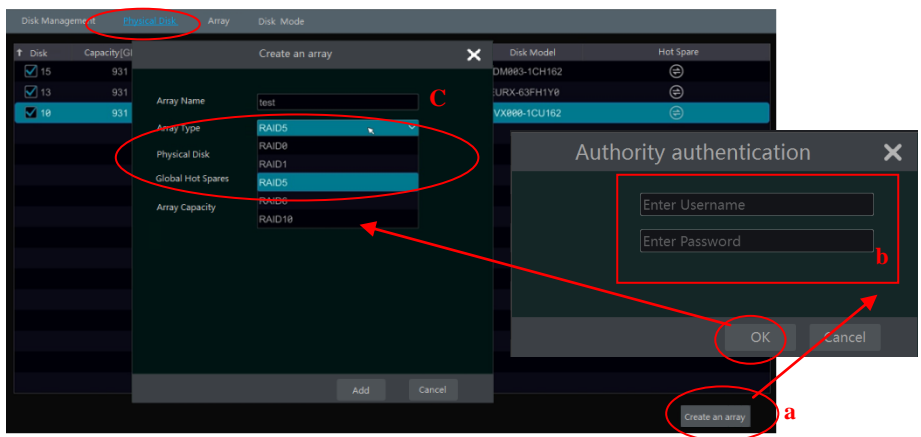 Disk Management Physical Disk Array Disk Mode
Disk Capacity[GB Disk Model Hot Spare
15 931 DM003-1CH162
13 931 EURX-63FH1Y0
10 931 VX000-1CU162
Create an array
Array Name test C
Array Type RAID5
RAID0
Physical Disk
RAID1
Global Hot Spares RAID5
RAID6
Array Capacity
RAID10
Add Cancel
Authority authentication
Enter Username
Enter Password
b
OK Cancel
Create an array a